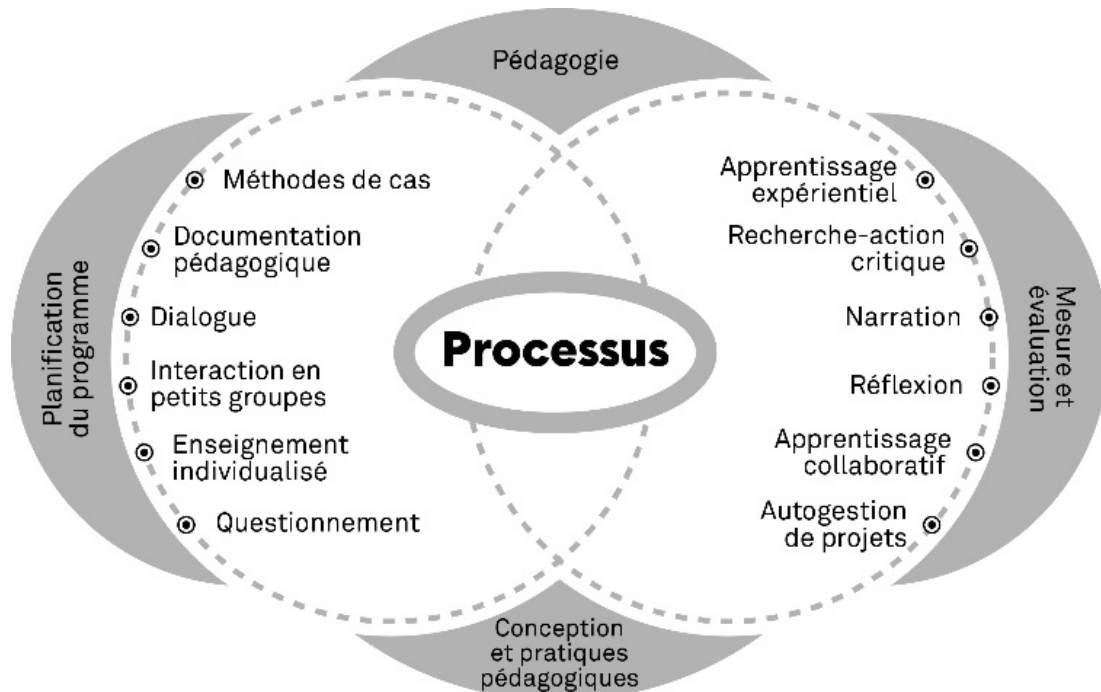 Pédagogie
Planification
du programme
Méthodes de cas
Documentation
pédagogique
Dialogue
Interaction en
petits groupes
Enseignement
individualisé
Questionnement
Processus
Apprentissage
expérientiel
Recherche-action
critique
Narration
Réflexion
Apprentissage
collaboratif
Autogestion
de projets
Mesure et
évaluation
Conception
et pratiques
pédagogiques